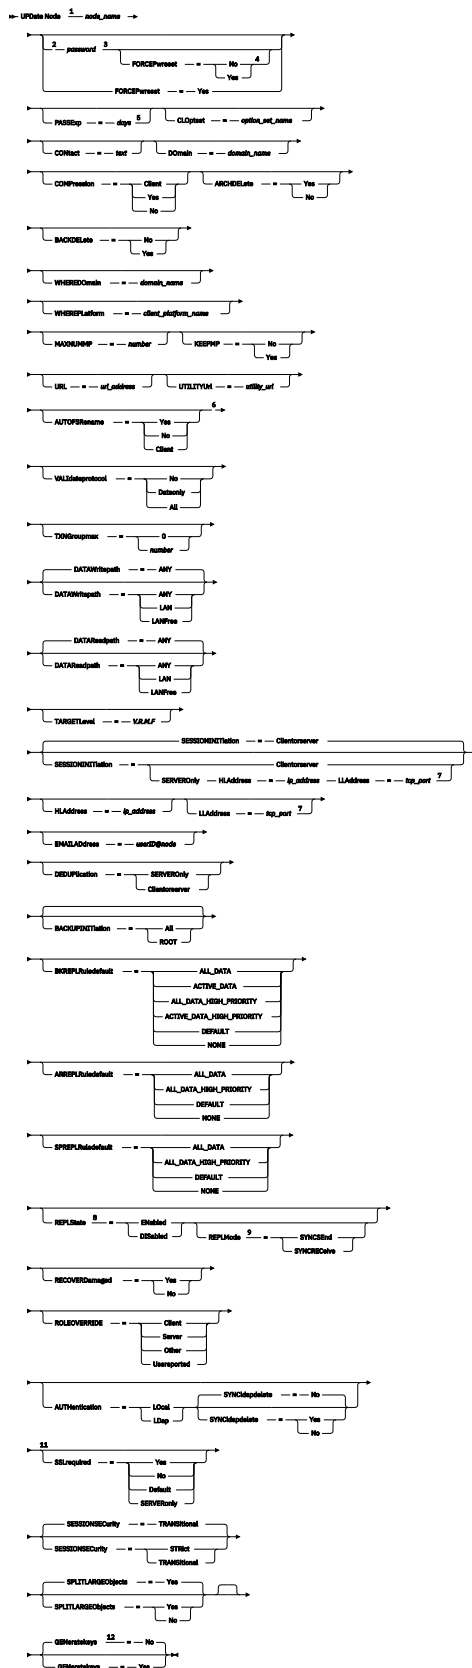 UPDate Node 1 node_name
2 password 3
FORCEPwreset = No 4
Yes
FORCEPwreset = Yes
PASSExp = days 5 CLOptset = option_set_name
CONtact = text DOmain = domain_name
COMPression = Client ARCHDELete = Yes
Yes No
No
BACKDELete = No
Yes
WHEREDOmain = domain_name
WHEREPLatform = client_platform_name
MAXNUMMP = number KEEPMP = No
Yes
URL = url_address UTILITYUrl = utility_url
6
AUTOFSRename = Yes
No
Client
VALIdateprotocol = No
Dataonly
All
TXNGroupmax = 0
number
DATAWritepath = ANY
DATAWritepath = ANY
LAN
LANFree
DATAReadpath = ANY
DATAReadpath = ANY
LAN
LANFree
TARGETLevel = V.R.M.F
SESSIONINITiation = Clientorserver
SESSIONINITiation = Clientorserver
SERVEROnly HLAddress = ip_address LLAddress = tcp_port 7
HLAddress = ip_address LLAddress = tcp_port 7
EMAILADdress = userID@node
DEDUPlication = SERVEROnly
Clientorserver
BACKUPINITiation = All
ROOT
BKREPLRuledefault = ALL_DATA
ACTIVE_DATA
ALL_DATA_HIGH_PRIORITY
ACTIVE_DATA_HIGH_PRIORITY
DEFAULT
NONE
ARREPLRuledefault = ALL_DATA
ALL_DATA_HIGH_PRIORITY
DEFAULT
NONE
SPREPLRuledefault = ALL_DATA
ALL_DATA_HIGH_PRIORITY
DEFAULT
NONE
REPLState 8 = ENabled
DISabled REPLMode 9 = SYNCSEnd
SYNCRECeive
RECOVERDamaged = Yes
No
ROLEOVERRIDE = Client
Server
Other
Usereported
SYNCldapdelete = No
AUTHentication = LOcal
LDap SYNCldapdelete = Yes
No
11
SSLrequired = Yes
No
Default
SERVERonly
SESSIONSECurity = TRANSitional
SESSIONSECurity = STRict
TRANSitional
SPLITLARGEObjects = Yes
SPLITLARGEObjects = Yes
No
GENeratekeys 12 = No
GENeratekeys = Yes